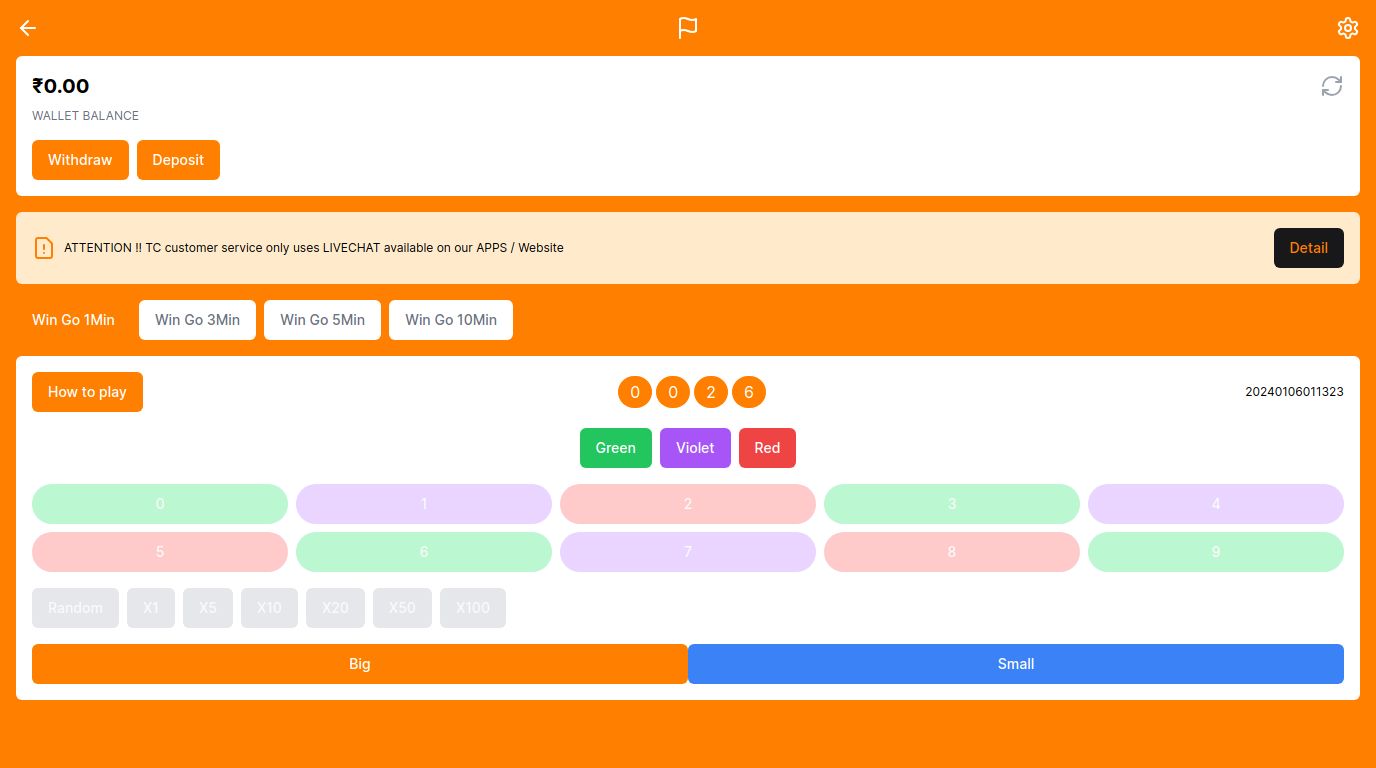 ₹0.00
WALLET BALANCE
Withdraw Deposit
ATTENTION !! TC customer service only uses LIVECHAT available on our APPS / Website Detail
Win Go 1Min Win Go 3Min Win Go 5Min Win Go 10Min
How to play 0 0 2 6 20240106011323
Green Violet Red
0 1 2 3 4
5 6 7 8 9
Random X1 X5 X10 X20 X50 X100
Big Small